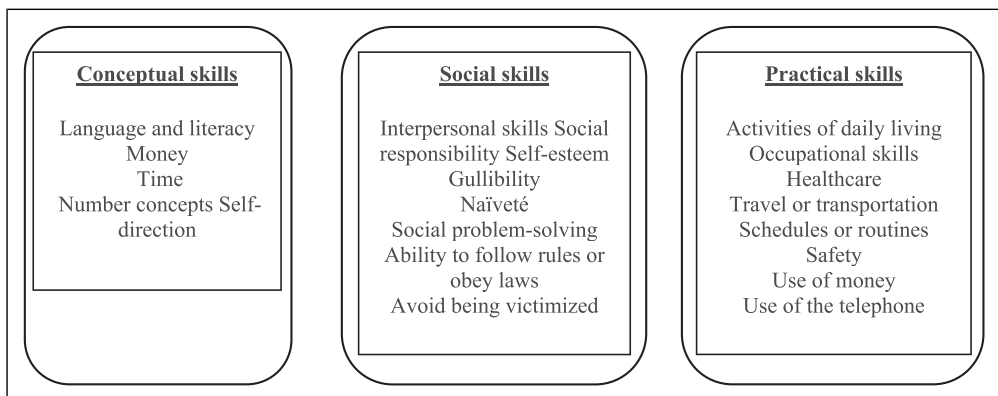 Conceptual skills
Language and literacy
Money
Time
Number concepts Self-
direction
Social skills
Interpersonal skills Social
responsibility Self-esteem
Gullibility
Naïveté
Social problem-solving
Ability to follow rules or
obey laws
Avoid being victimized
Practical skills
Activities of daily living
Occupational skills
Healthcare
Travel or transportation
Schedules or routines
Safety
Use of money
Use of the telephone